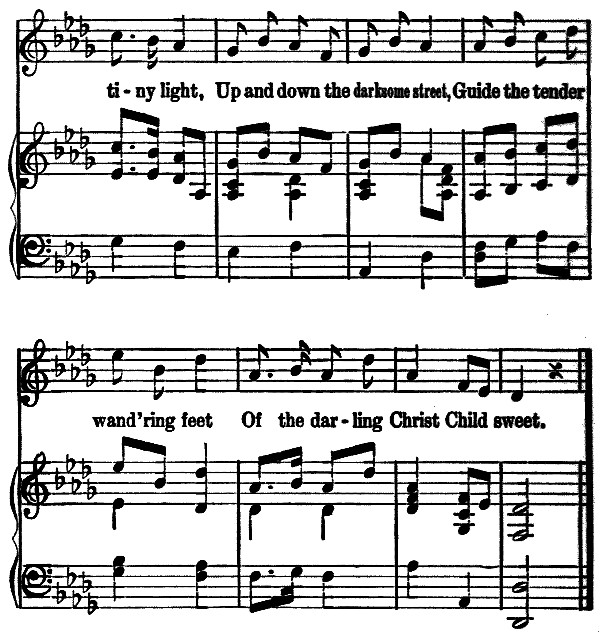 ti - ny light, Up and down the darksome street, Guide the tender
wand'ring feet Of the dar - ling Christ Child sweet.